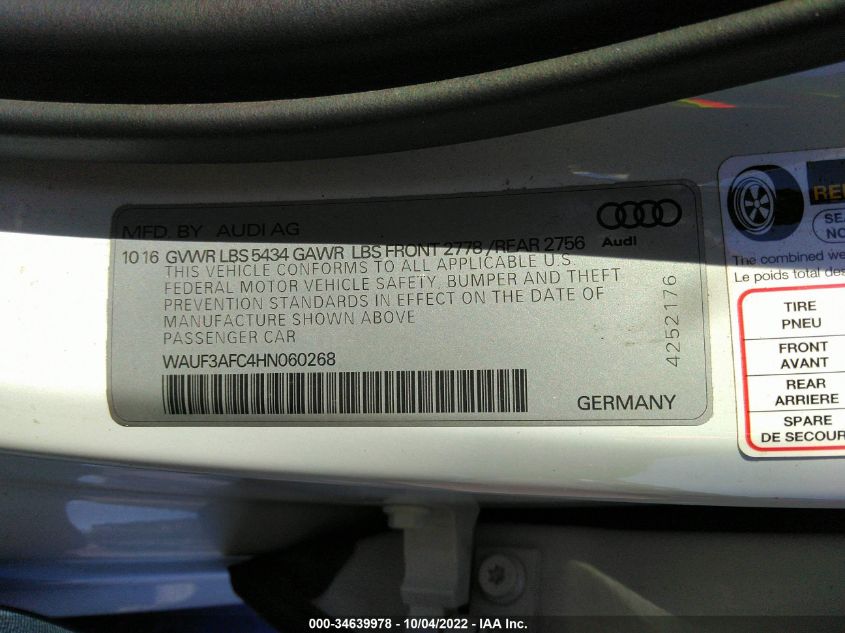 MFD. BY AUDI AG
10 16 GVWR LBS 5434 GAWR LBS FRONT 2778 / REAR 2756
THIS VEHICLE CONFORMS TO ALL APPLICABLE U.S.
FEDERAL MOTOR VEHICLE SAFETY, BUMPER AND THEFT
PREVENTION STANDARDS IN EFFECT ON THE DATE OF
MANUFACTURE SHOWN ABOVE
PASSENGER CAR
WAUF3AFC4HN060268
GERMANY
Audi
4252176
The combined we
Le poids total des
TIRE
PNEU
FRONT
AVANT
REAR
ARRIERE
SPARE
DE SECOUR
000-34639978 - 10/04/2022 - IAA Inc.